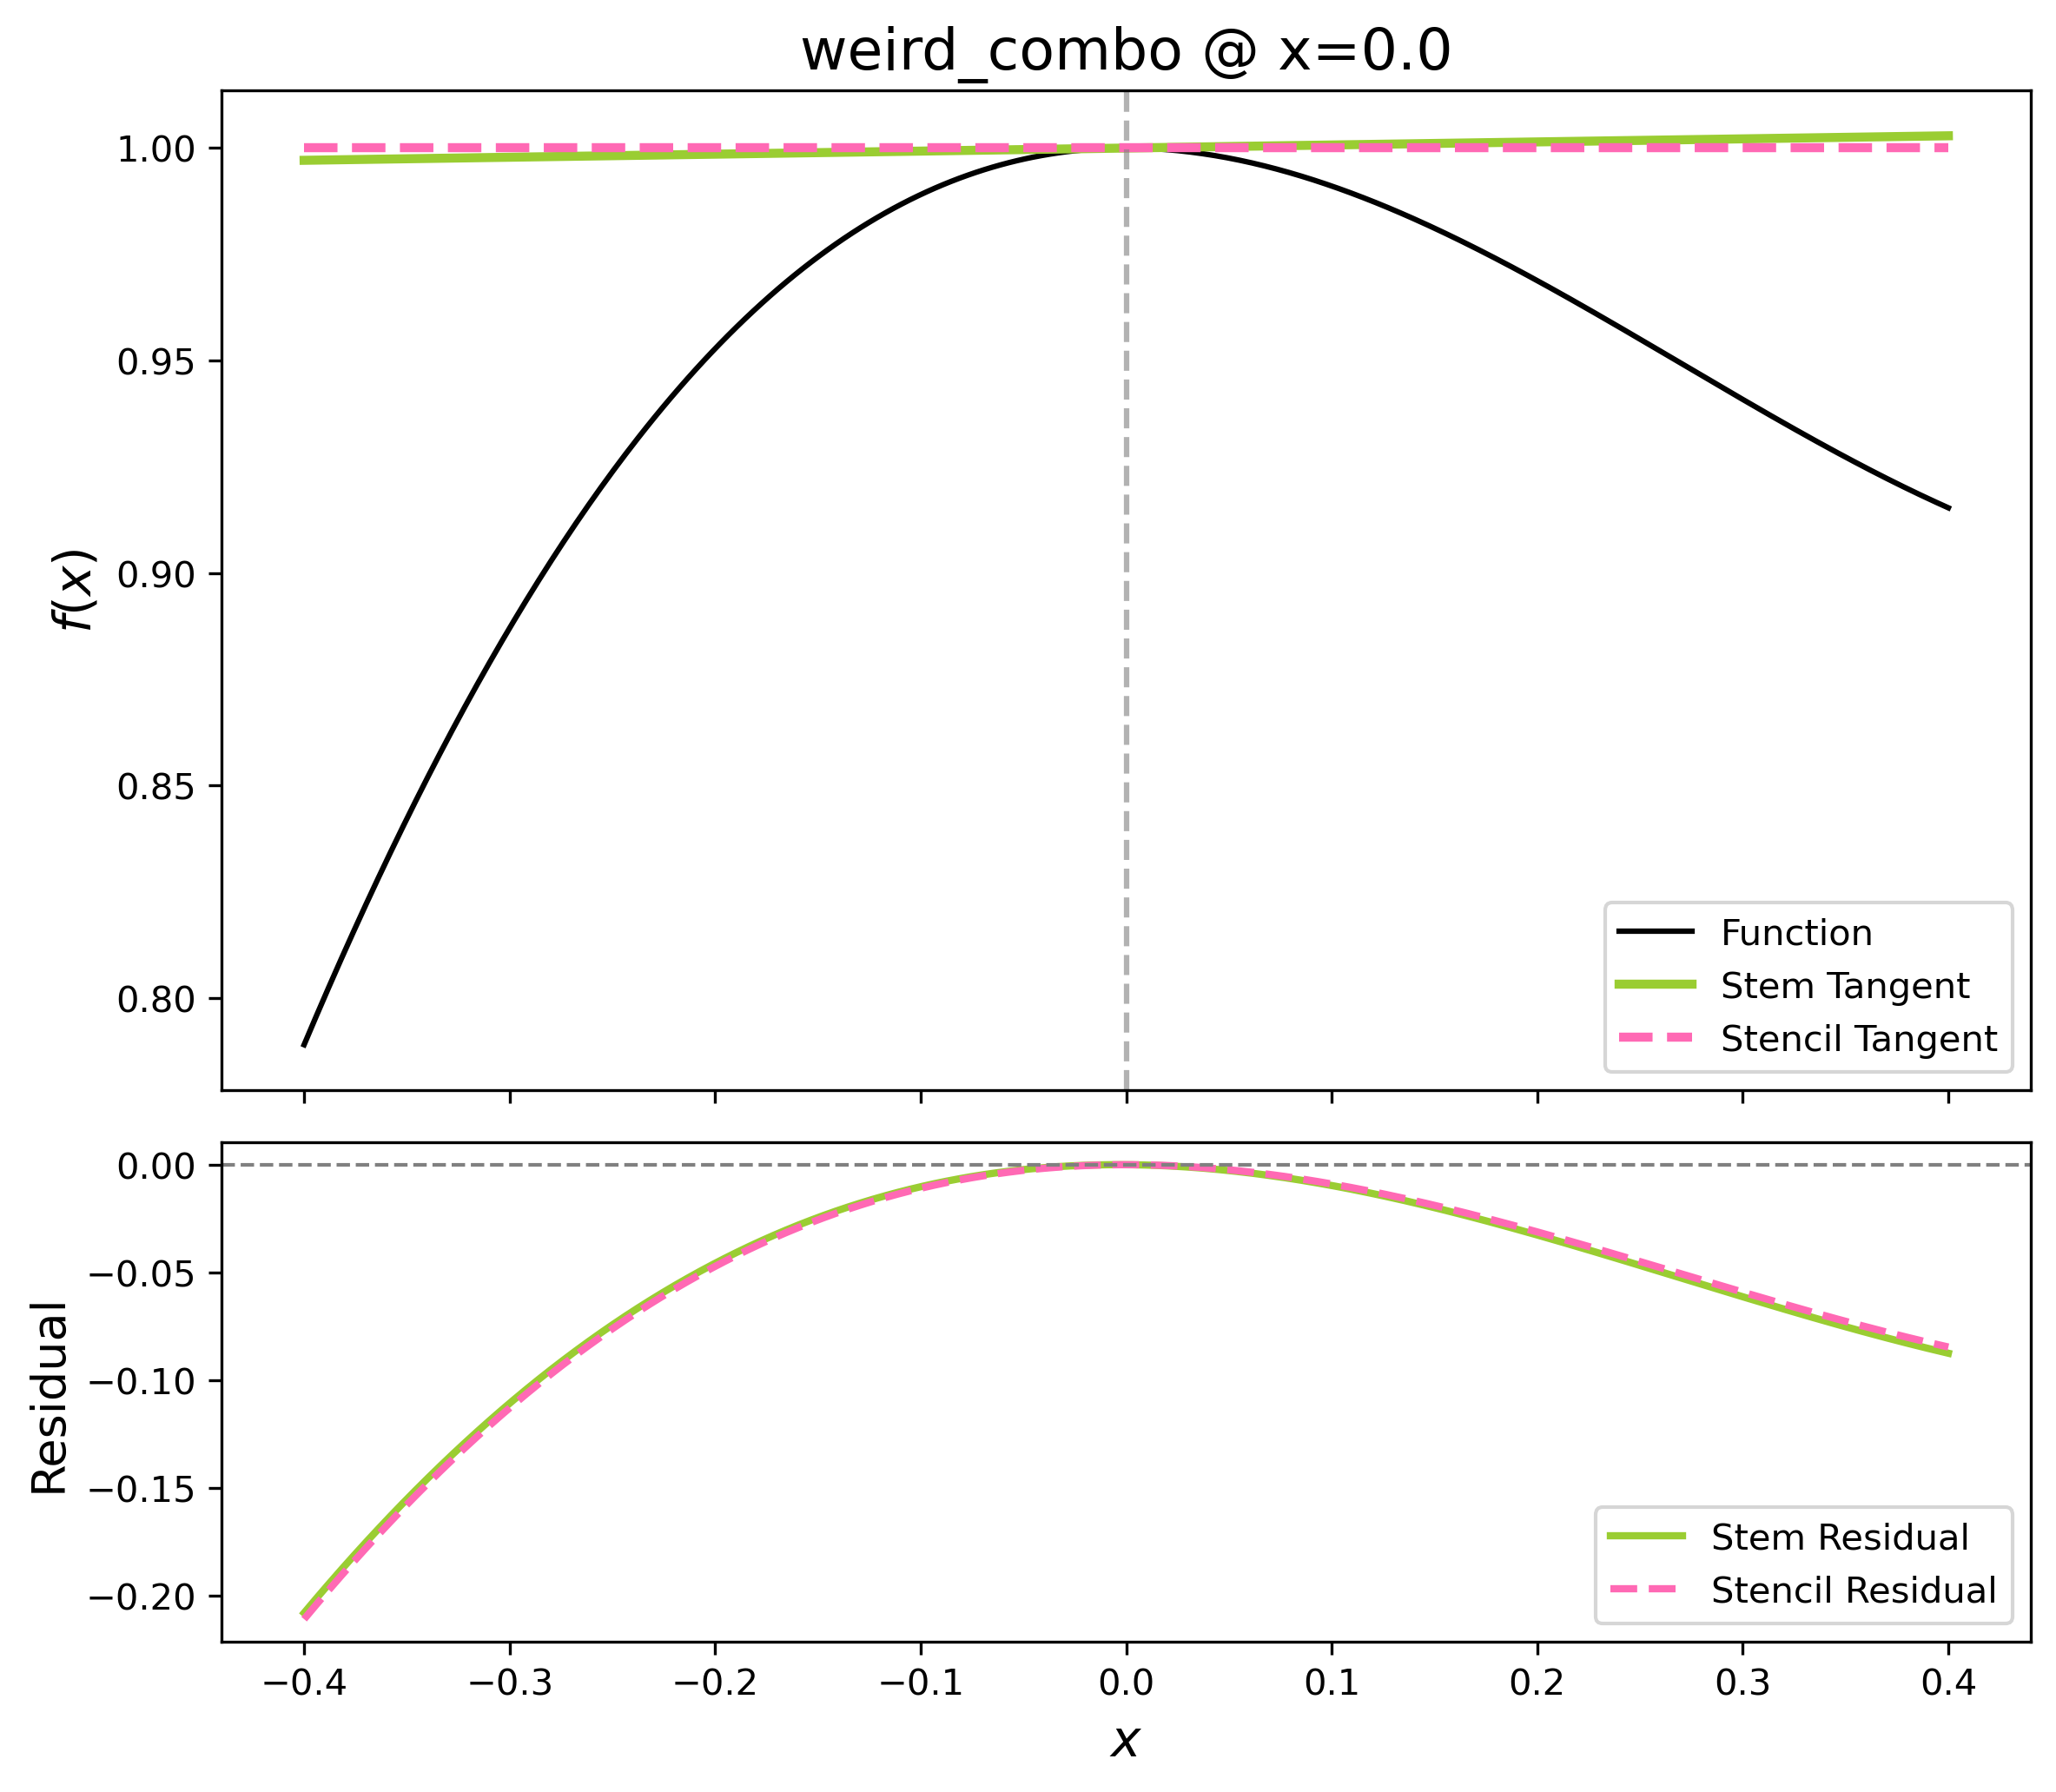 weird_combo @ x=0.0
f(x)
1.00
0.95
0.90
0.85
0.80
Function
Stem Tangent
Stencil Tangent
Residual
0.00
−0.05
−0.10
−0.15
−0.20
Stem Residual
Stencil Residual
−0.4 −0.3 −0.2 −0.1 0.0 0.1 0.2 0.3 0.4
x